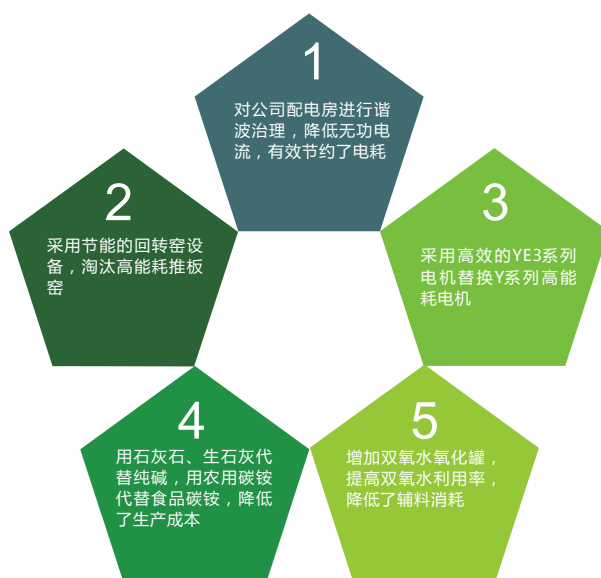 1
对公司配电房进行谐
波治理，降低无功电
流，有效节约了电耗
2
采用节能的回转窑设
备，淘汰高能耗推板
窑
3
采用高效的YE3系列
电机替换Y系列高能
耗电机
4
用石灰石、生石灰代
替纯碱，用农用碳铵
代替食品碳铵，降低
了生产成本
5
增加双氧水氧化罐，
提高双氧水利用率，
降低了辅料消耗